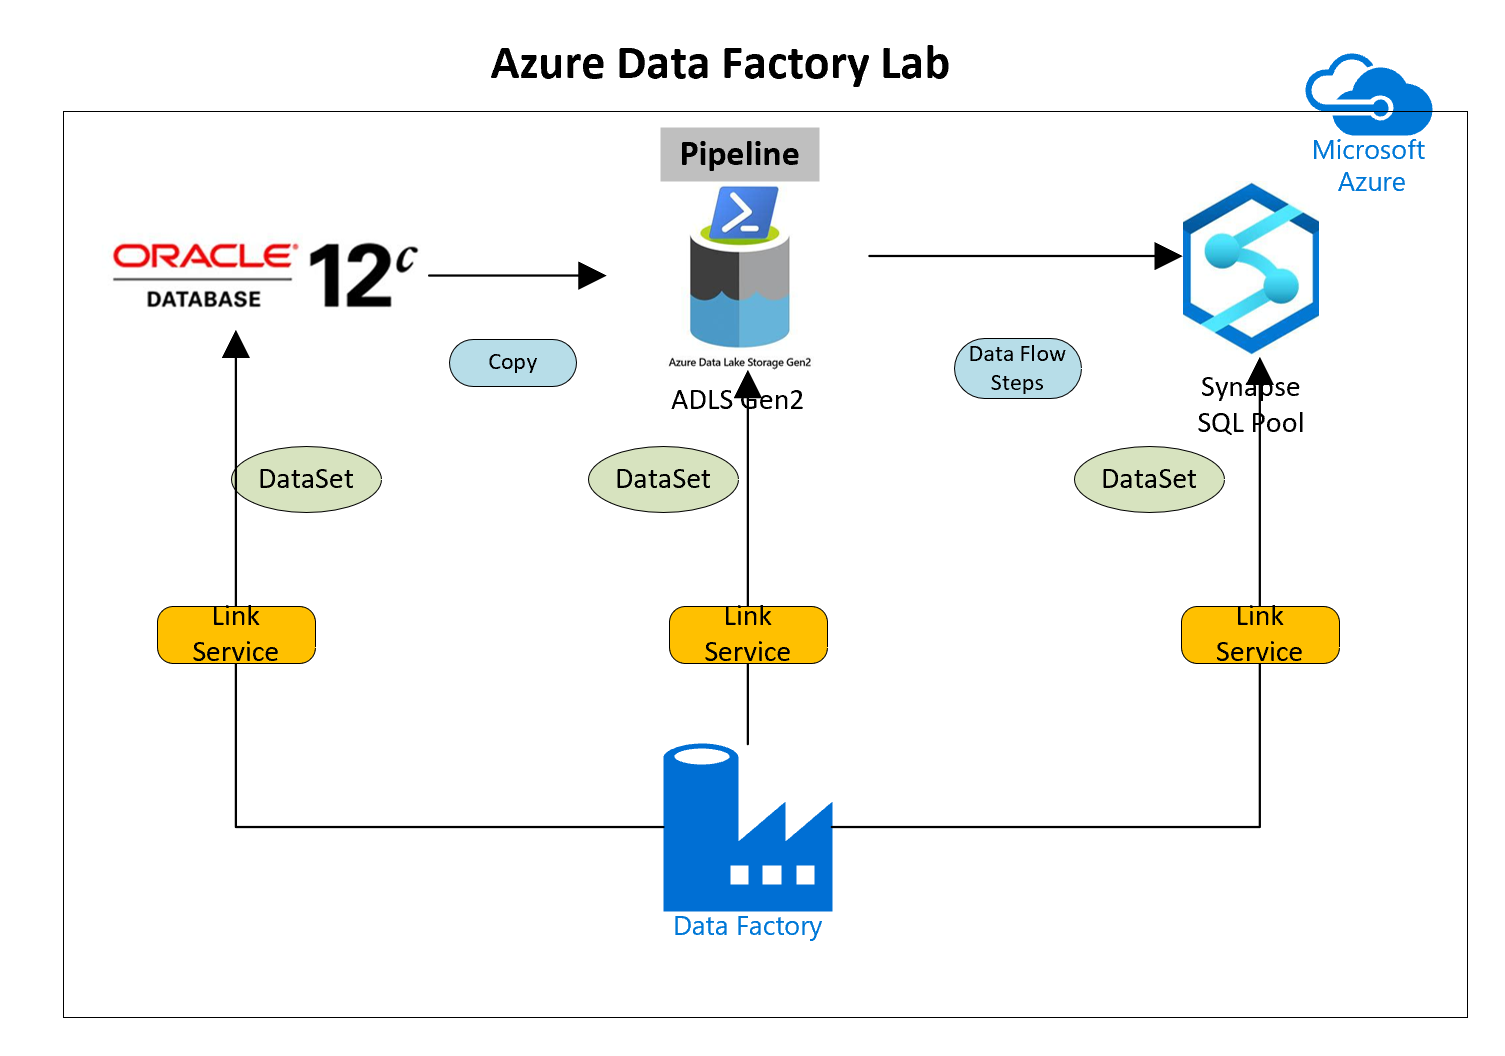 Azure Data Factory Lab
Microsoft
Azure
Pipeline
ORACLE®
DATABASE
12c
Azure Data Lake Storage Gen2
ADLS Gen2
Copy
Data Flow
Steps
Synapse
SQL Pool
DataSet
DataSet
DataSet
Link
Service
Link
Service
Link
Service
Data Factory